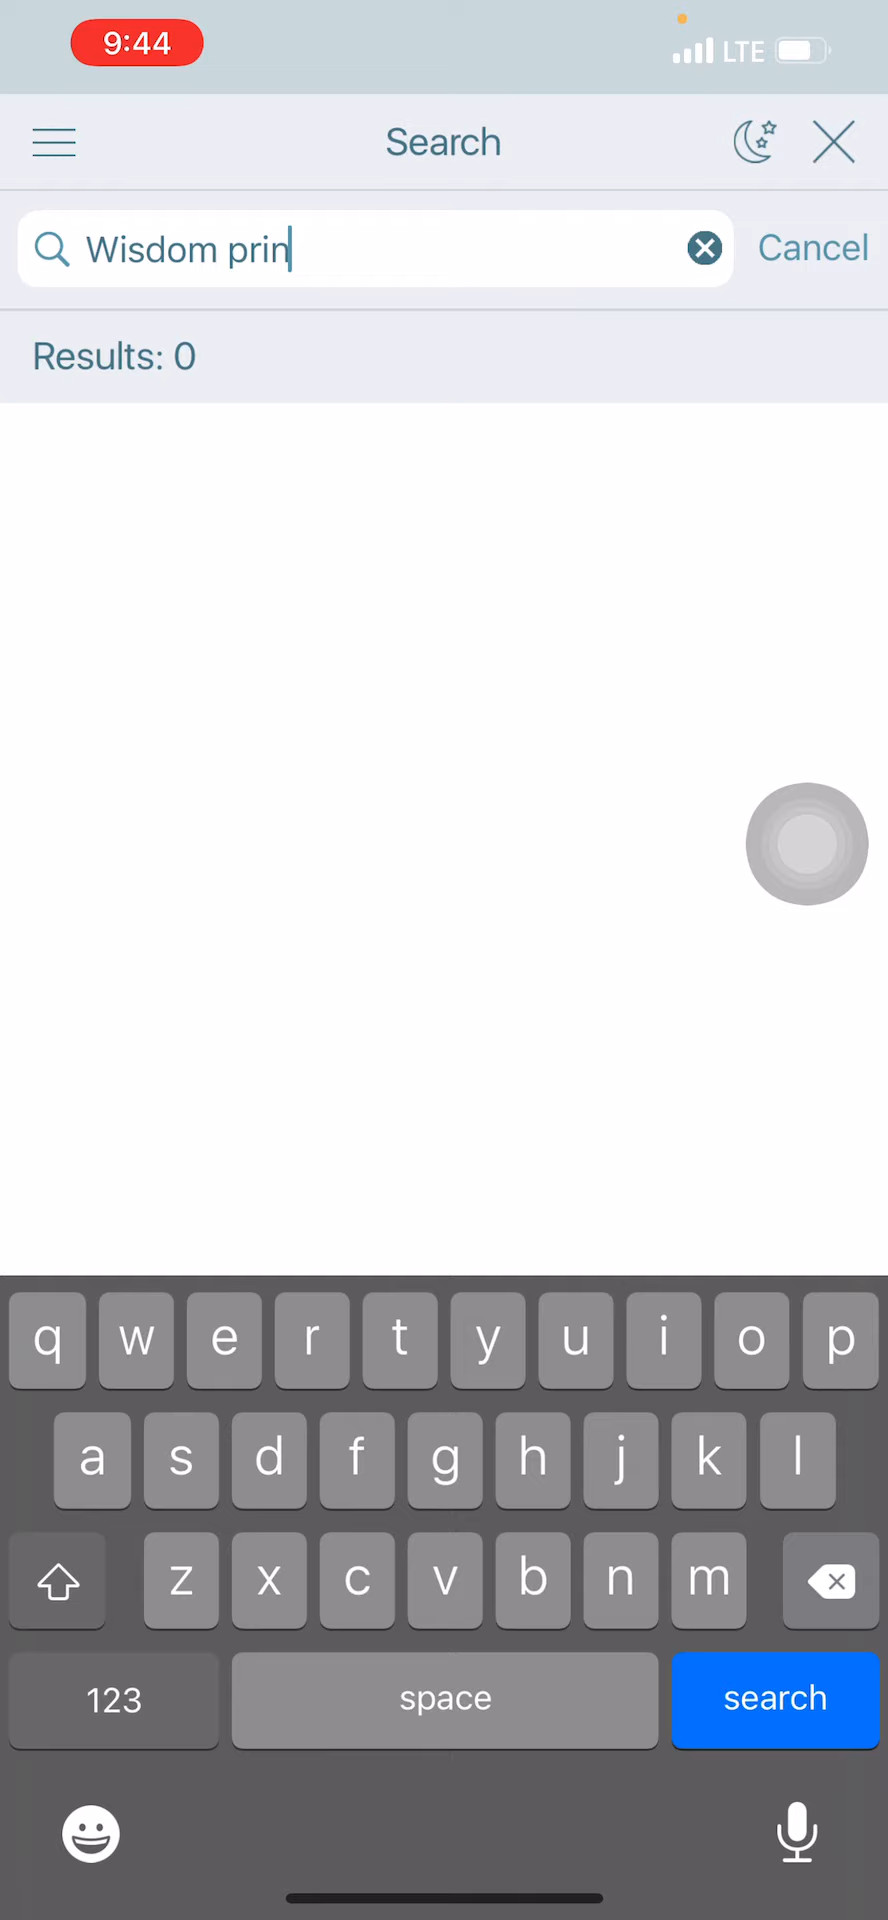 9:44
LTE
Search
Wisdom prin
Cancel
Results: 0
q w e r t y u i o p
a s d f g h j k l
z x c v b n m
123 space search